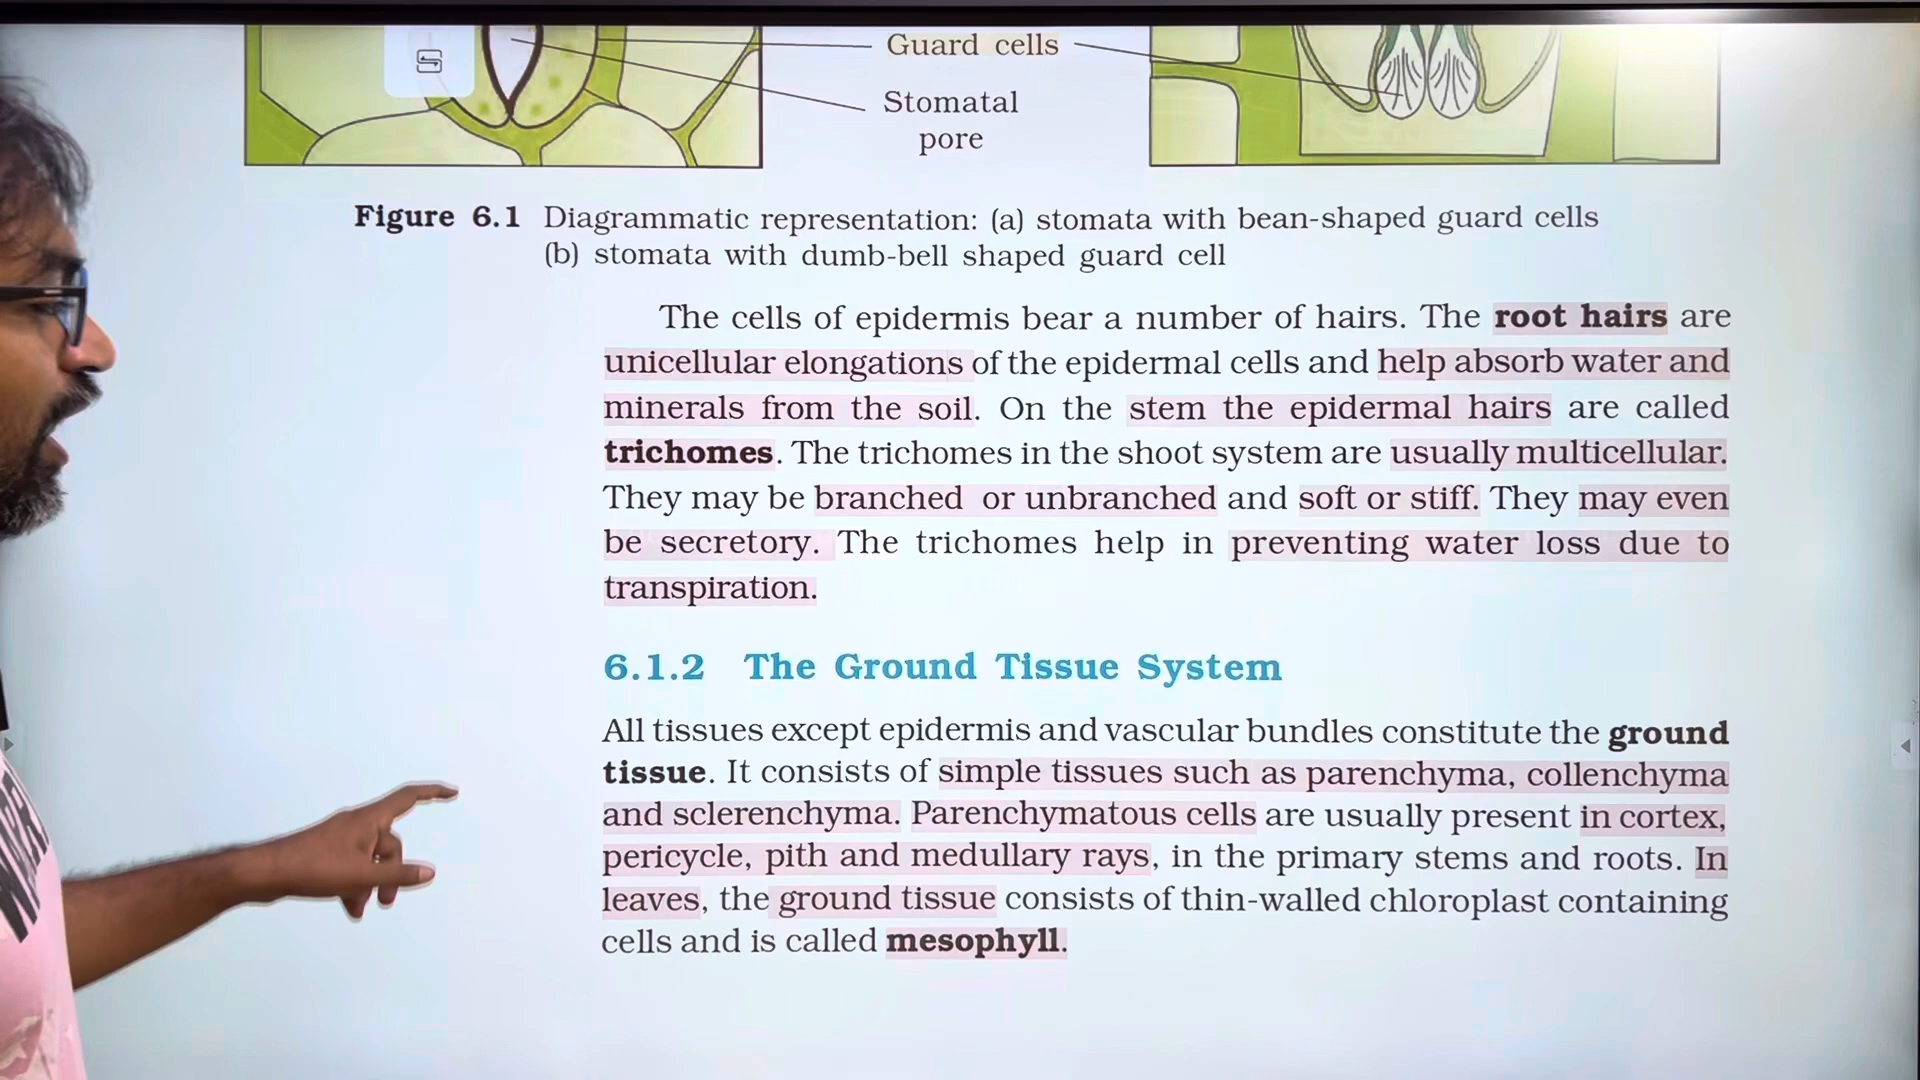 Guard cells
Stomatal
pore
Figure 6.1 Diagrammatic representation: (a) stomata with bean-shaped guard cells
(b) stomata with dumb-bell shaped guard cell
The cells of epidermis bear a number of hairs. The root hairs are
unicellular elongations of the epidermal cells and help absorb water and
minerals from the soil. On the stem the epidermal hairs are called
trichomes. The trichomes in the shoot system are usually multicellular.
They may be branched or unbranched and soft or stiff. They may even
be secretory. The trichomes help in preventing water loss due to
transpiration.
6.1.2 The Ground Tissue System
All tissues except epidermis and vascular bundles constitute the ground
tissue. It consists of simple tissues such as parenchyma, collenchyma
and sclerenchyma. Parenchymatous cells are usually present in cortex,
pericycle, pith and medullary rays, in the primary stems and roots. In
leaves, the ground tissue consists of thin-walled chloroplast containing
cells and is called mesophyll.